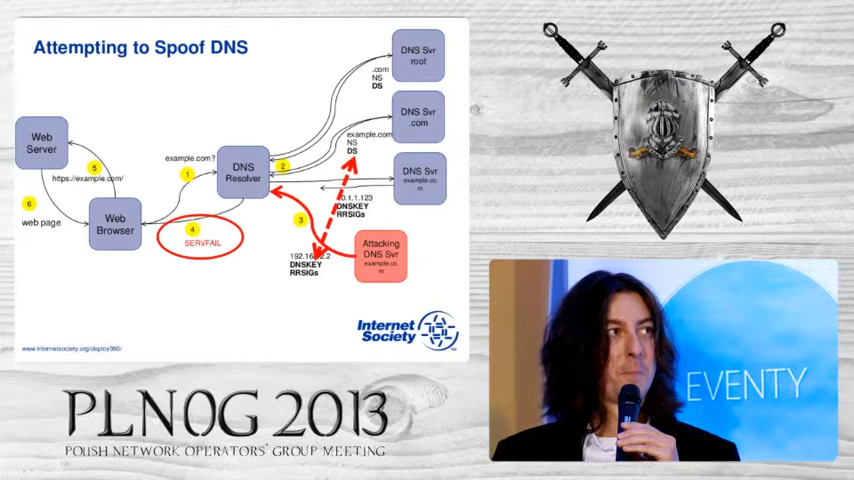 Attempting to Spoof DNS
DNS Svr
root
.com
NS
DS
DNS Svr
.com
example.com
NS
DS
Web
Server
example.com?
DNS
Resolver
2
DNS Svr
example.co
m
1
5
https://example.com/
6
web page
Web
Browser
4
SERVFAIL
3
DNSKEY
RRSIGs
Attacking
DNS Svr
example.co
m
DNSKEY
RRSIGs
Internet
Society
TM
www.internetsociety.org/deploy360/
EVENTY
PLNOG 2013
POLISH NETWORK OPERATORS' GROUP MEETING